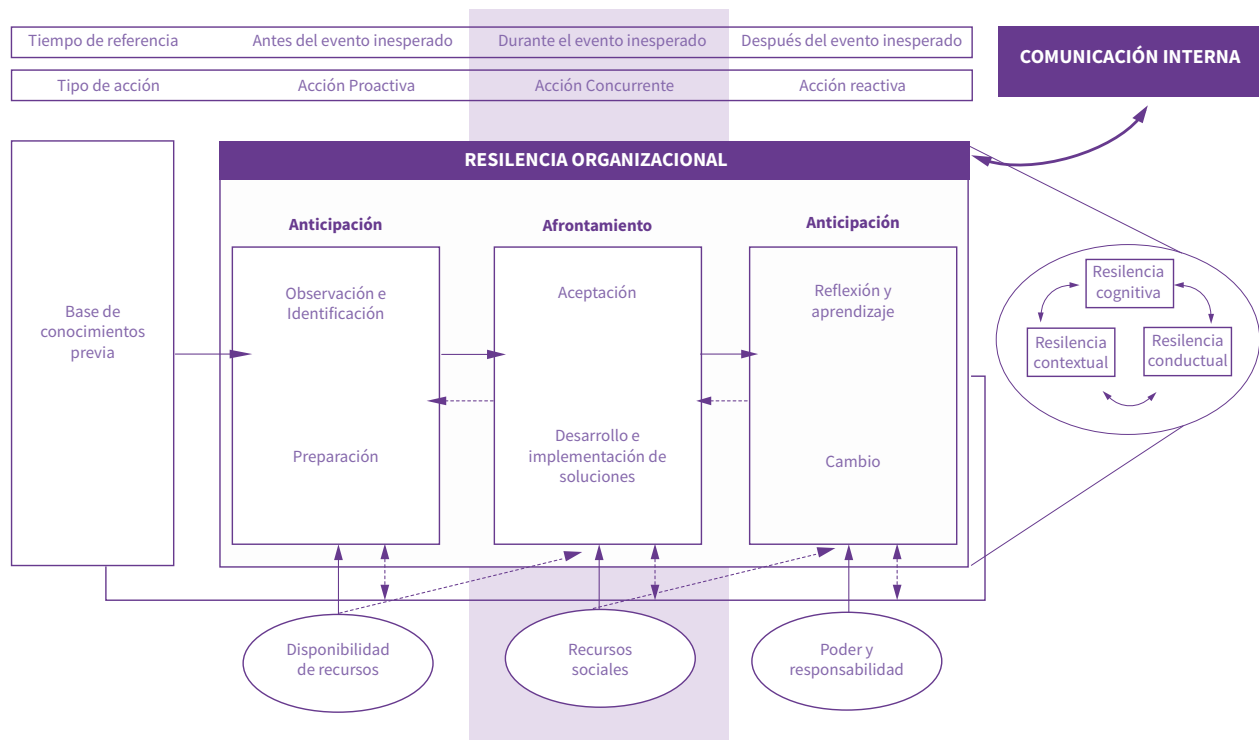 Tiempo de referencia
Antes del evento inesperado
Durante el evento inesperado
Después del evento inesperado
COMUNICACIÓN INTERNA
Tipo de acción
Acción Proactiva
Acción Concurrente
Acción reactiva
RESILENCIA ORGANIZACIONAL
Anticipación
Afrontamiento
Anticipación
Base de
conocimientos
previa
Observación e
Identificación
Preparación
Aceptación
Desarrollo e
implementación de
soluciones
Reflexión y
aprendizaje
Cambio
Resilencia
cognitiva
Resilencia
contextual
Resilencia
conductual
Disponibilidad
de recursos
Recursos
sociales
Poder y
responsabilidad